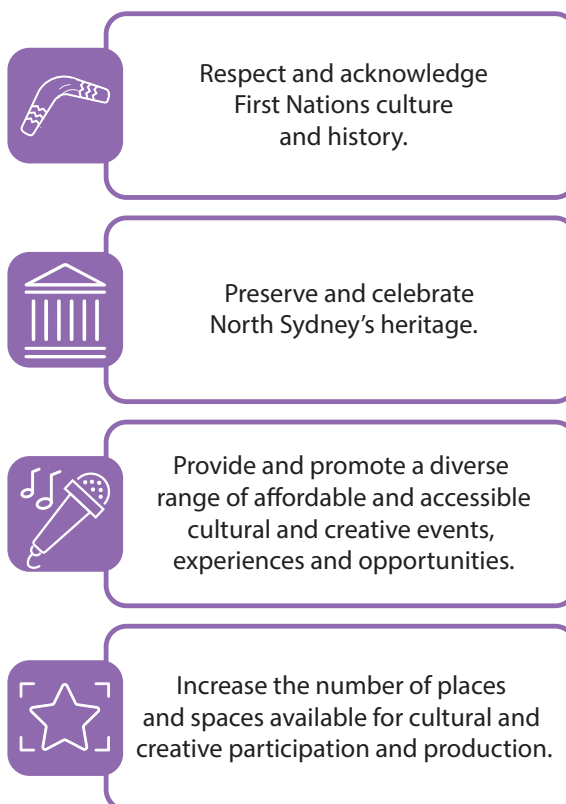 Respect and acknowledge
First Nations culture
and history.
Preserve and celebrate
North Sydney’s heritage.
Provide and promote a diverse
range of affordable and accessible
cultural and creative events,
experiences and opportunities.
Increase the number of places
and spaces available for cultural and
creative participation and production.